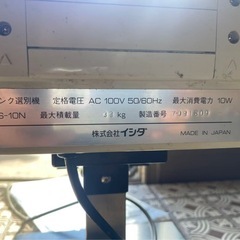 ンク選別機 定格電圧 AC 100V 50/60Hz 最大消費電力 10W
S-10N 最大積載量 kg 製造番号
株式会社イシダ MADE IN JAPAN